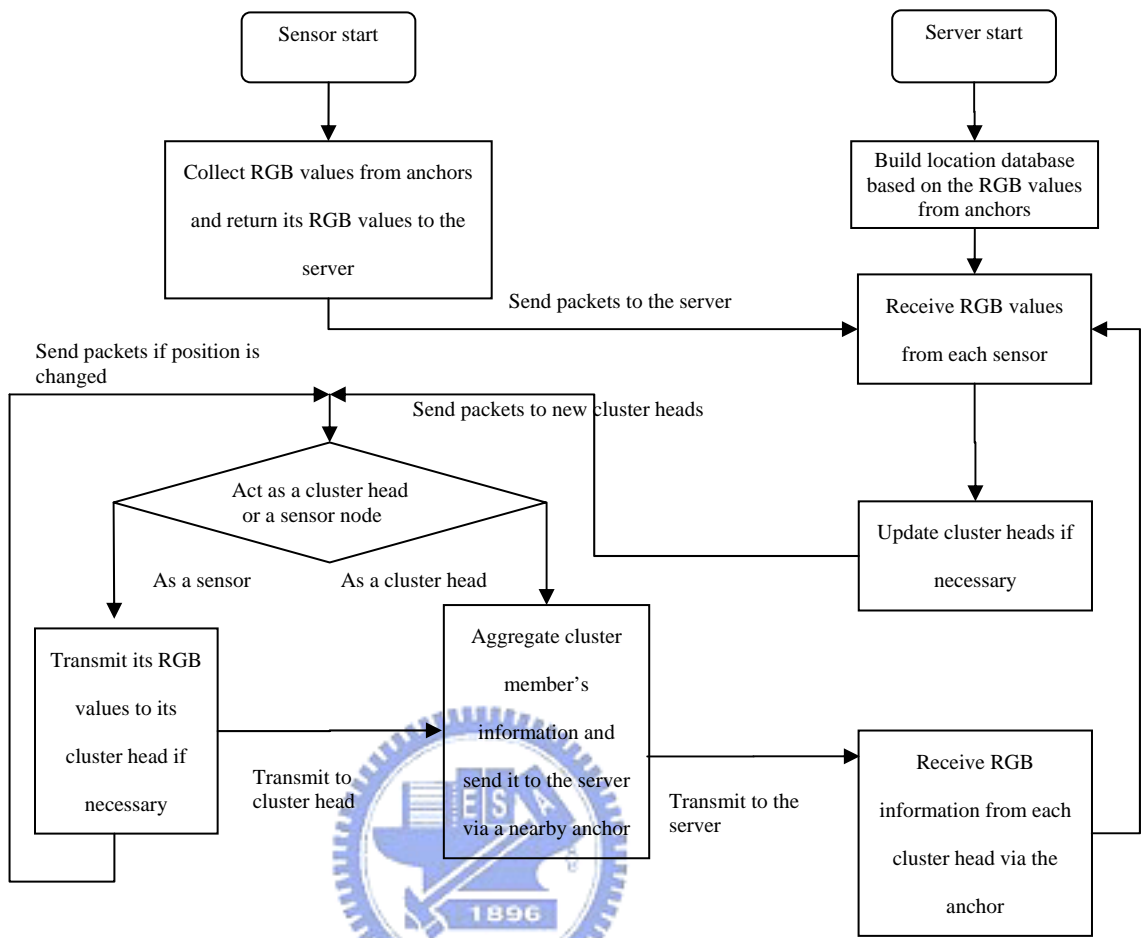 Sensor start
Server start
Collect RGB values from anchors
and return its RGB values to the
server
Build location database
based on the RGB values
from anchors
Send packets to the server
Receive RGB values
from each sensor
Send packets if position is
changed
Send packets to new cluster heads
Act as a cluster head
or a sensor node
Update cluster heads if
necessary
As a sensor
As a cluster head
Transmit its RGB
values to its
cluster head if
necessary
Transmit to
cluster head
Aggregate cluster
member’s
information and
send it to the server
via a nearby anchor
Transmit to the
server
Receive RGB
information from each
cluster head via the
anchor
E S A
1896